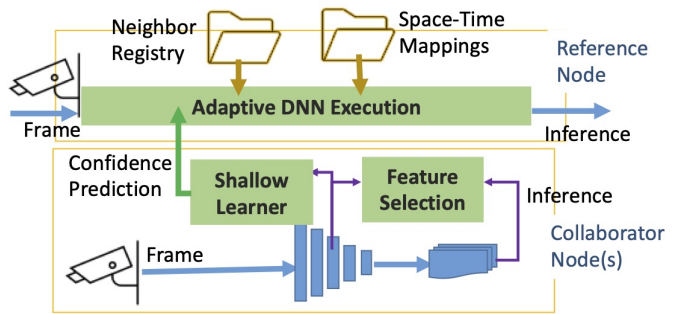 Neighbor
Registry
Space-Time
Mappings
Reference
Node
Adaptive DNN Execution
Frame
Inference
Confidence
Prediction
Shallow
Learner
Feature
Selection
Inference
Frame
Collaborator
Node(s)